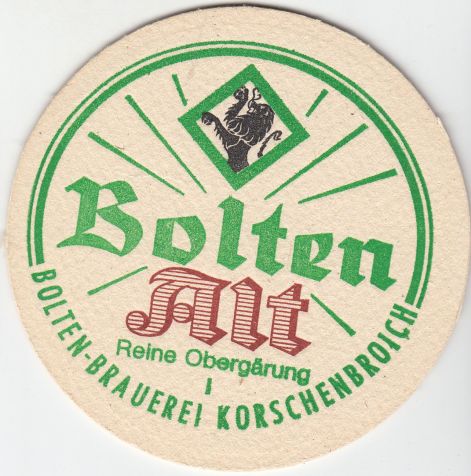 Bolten
Alt
Reine Obergärung
BOLTEN-BRAUEREI KORSCHENBROICH